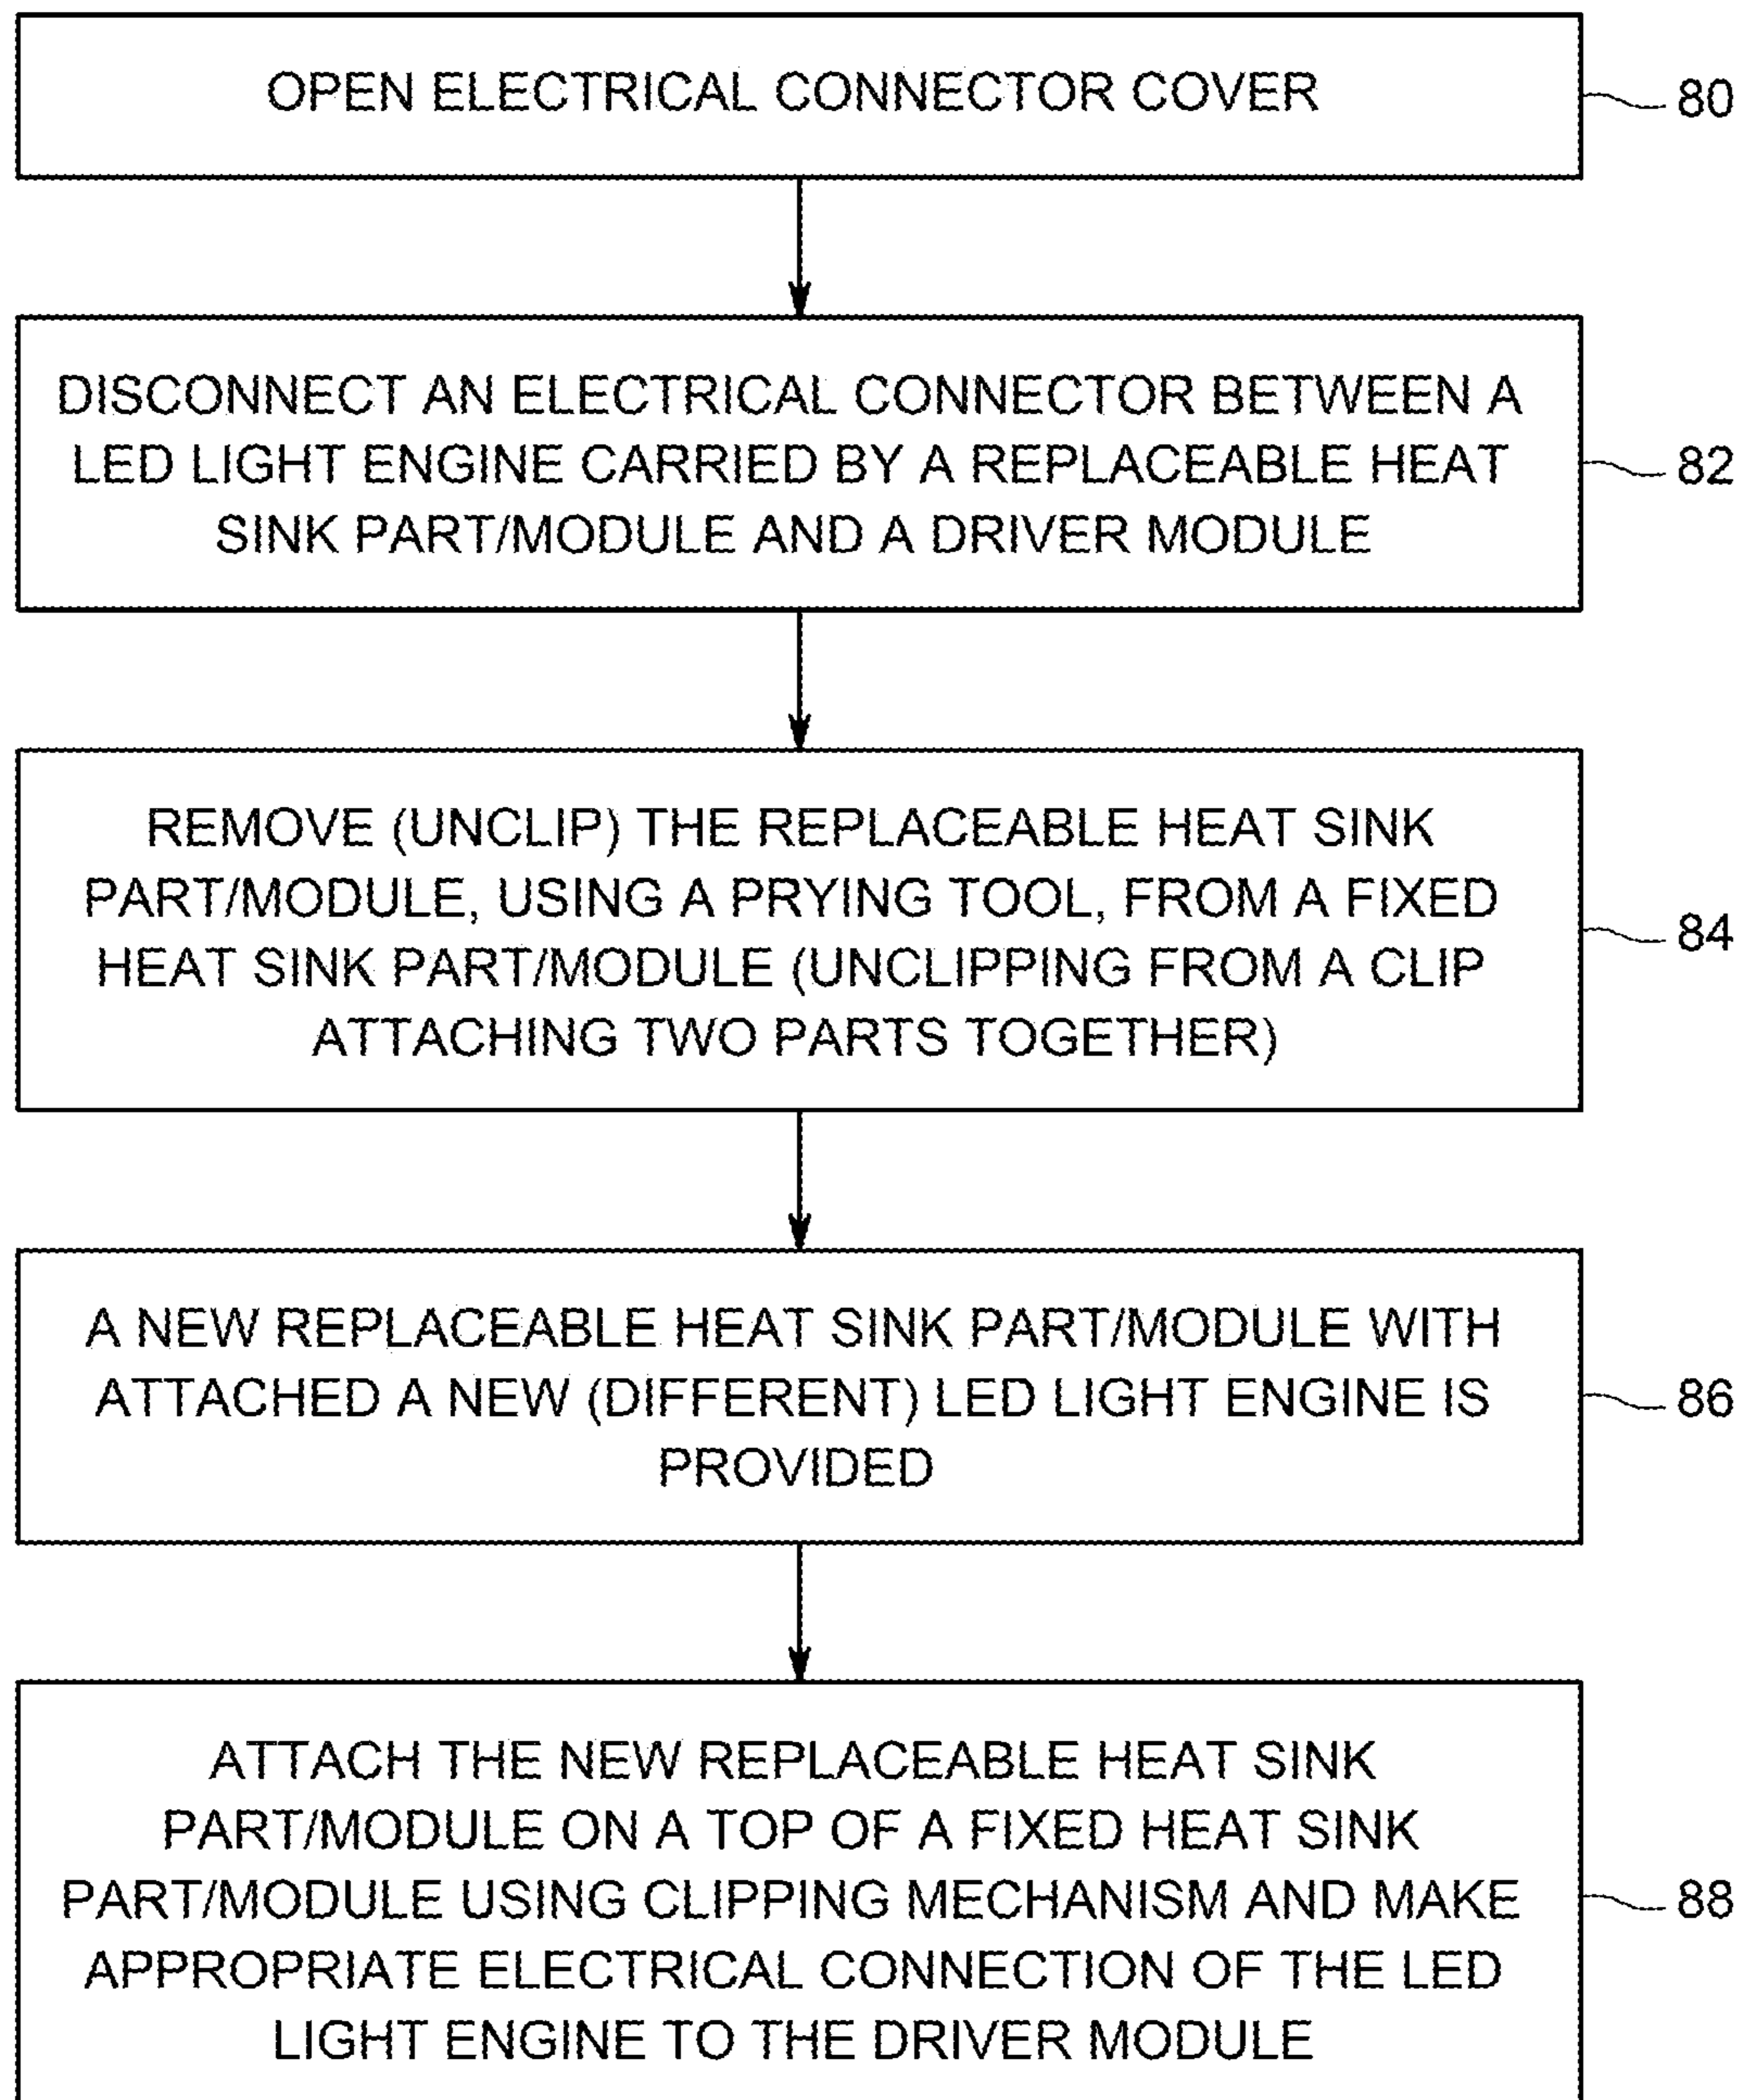 OPEN ELECTRICAL CONNECTOR COVER
80
DISCONNECT AN ELECTRICAL CONNECTOR BETWEEN A
LED LIGHT ENGINE CARRIED BY A REPLACEABLE HEAT
SINK PART/MODULE AND A DRIVER MODULE
82
REMOVE (UNCLIP) THE REPLACEABLE HEAT SINK
PART/MODULE, USING A PRYING TOOL, FROM A FIXED
HEAT SINK PART/MODULE (UNCLIPPING FROM A CLIP
ATTACHING TWO PARTS TOGETHER)
84
A NEW REPLACEABLE HEAT SINK PART/MODULE WITH
ATTACHED A NEW (DIFFERENT) LED LIGHT ENGINE IS
PROVIDED
86
ATTACH THE NEW REPLACEABLE HEAT SINK
PART/MODULE ON A TOP OF A FIXED HEAT SINK
PART/MODULE USING CLIPPING MECHANISM AND MAKE
APPROPRIATE ELECTRICAL CONNECTION OF THE LED
LIGHT ENGINE TO THE DRIVER MODULE
88